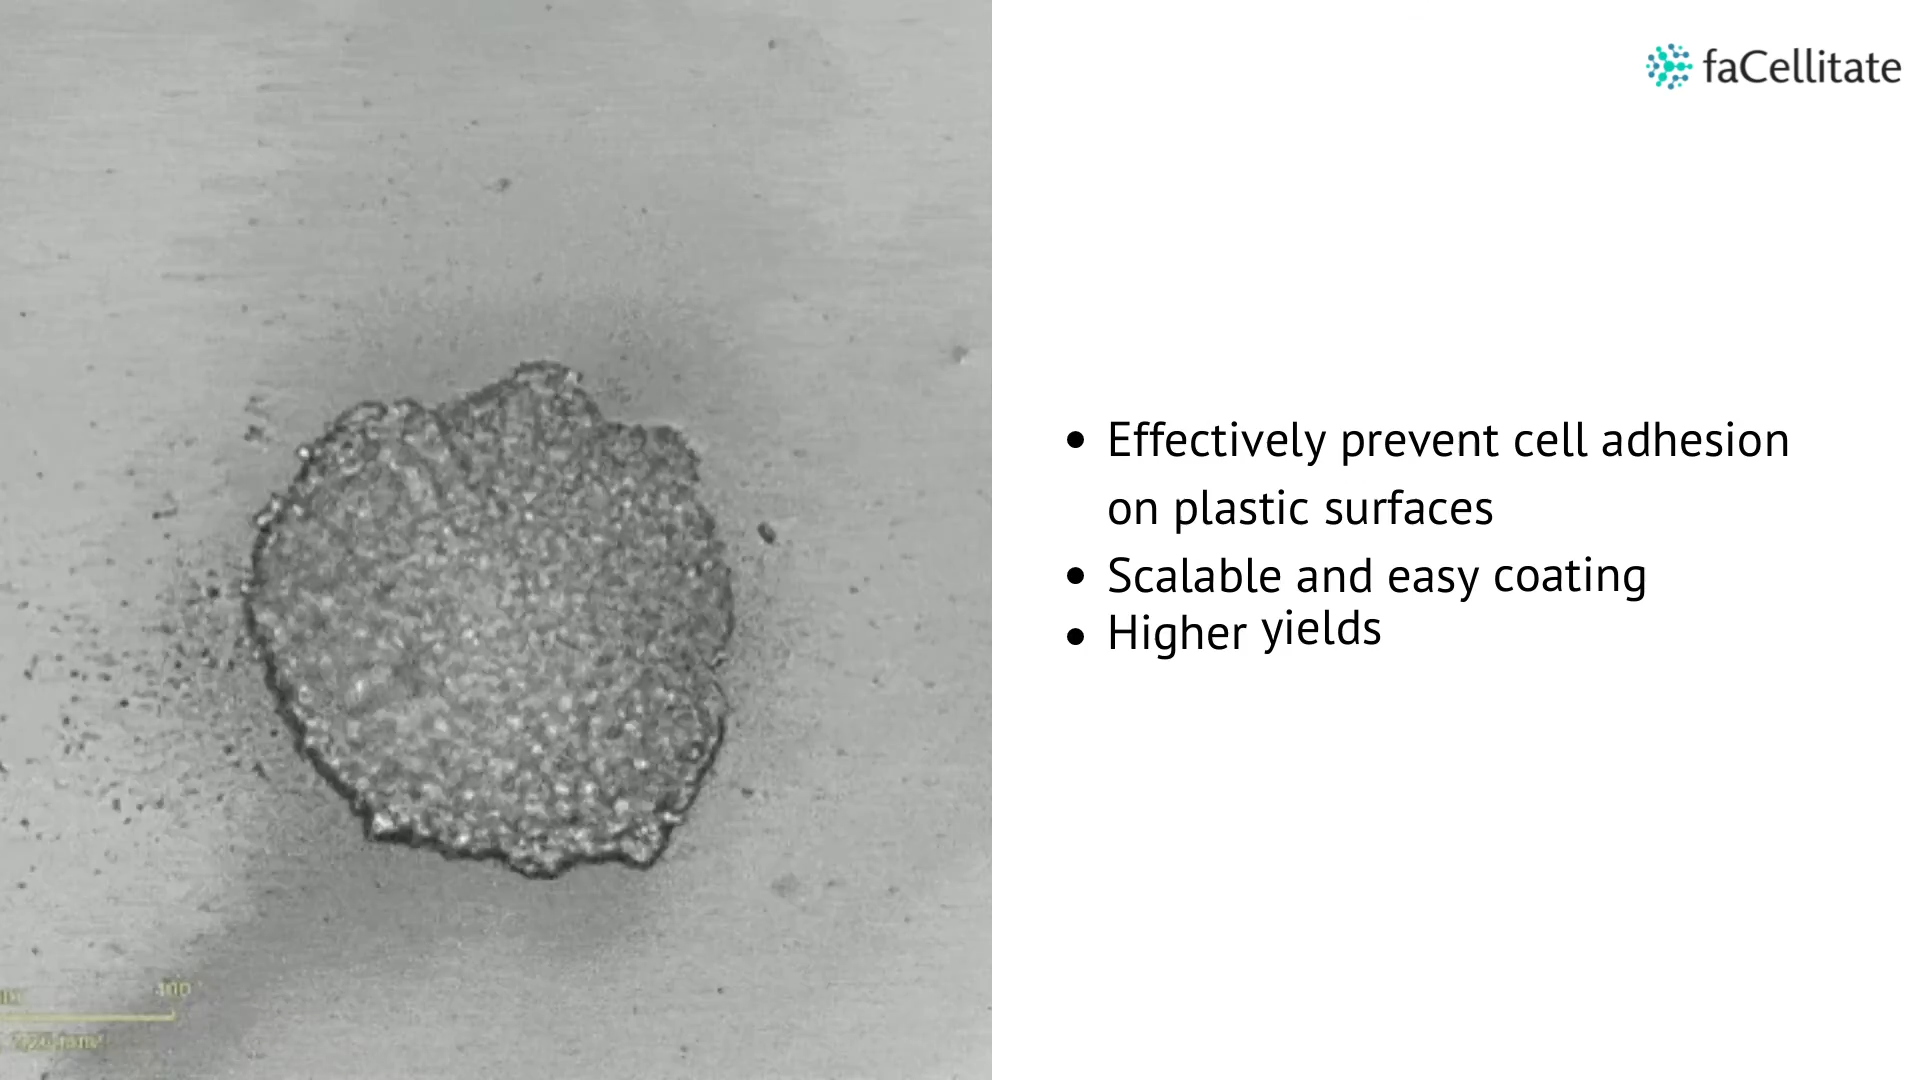 faCellitate
• Effectively prevent cell adhesion
on plastic surfaces
• Scalable and easy coating
• Higher yields
400